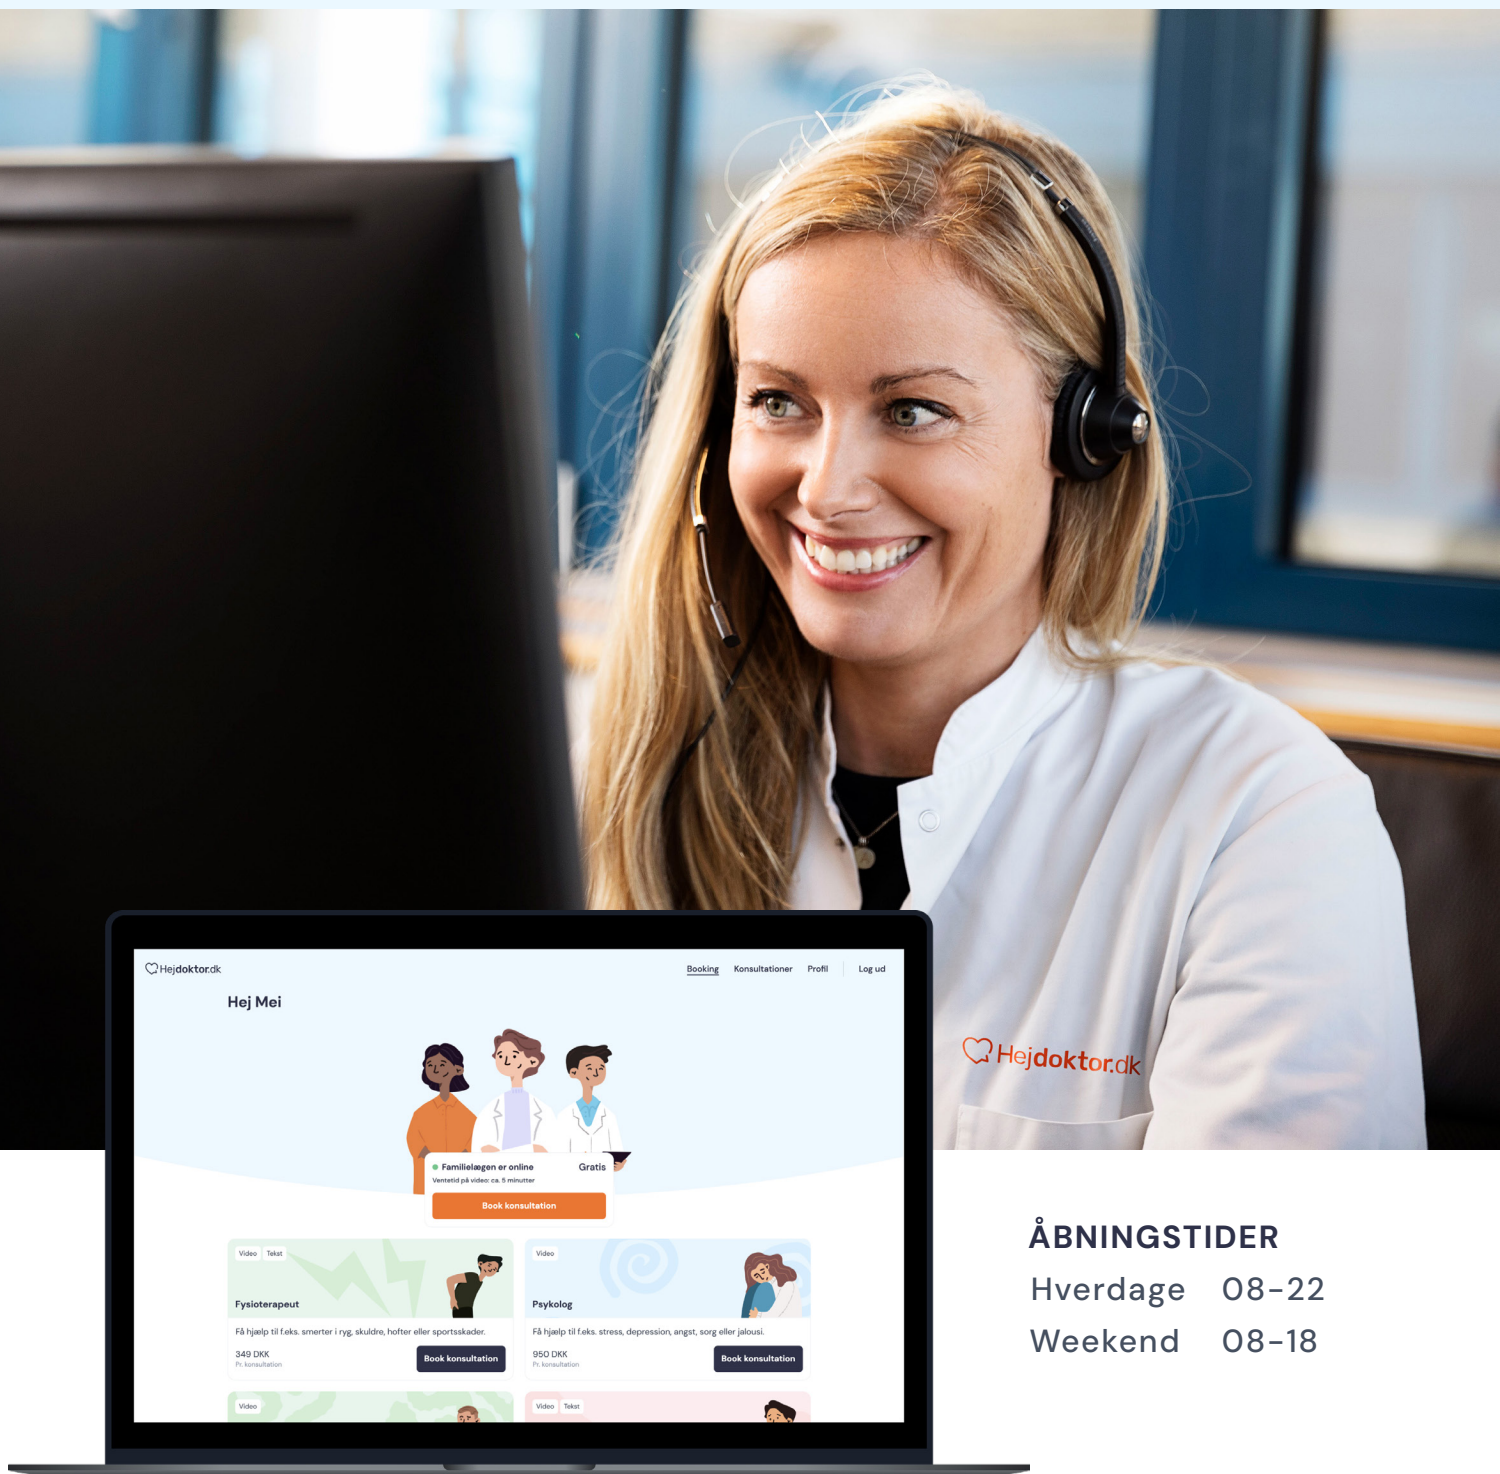 Hejdoktor.dk
Hejdoktor.dk
Booking Konsultationer Profil Log ud
Hej Mei
Familielægen er online Gratis
Ventetid på video: ca. 5 minutter
Book konsultation
Video Tekst
Fysioterapeut
Få hjælp til f.eks. smerter i ryg, skuldre, hofter eller sportsskader.
349 DKK
Pr. konsultation
Book konsultation
Video
Psykolog
Få hjælp til f.eks. stress, depression, angst, sorg eller jalousi.
950 DKK
Pr. konsultation
Book konsultation
Video
Video Tekst
ÅBNINGSTIDER
Hverdage 08-22
Weekend 08-18